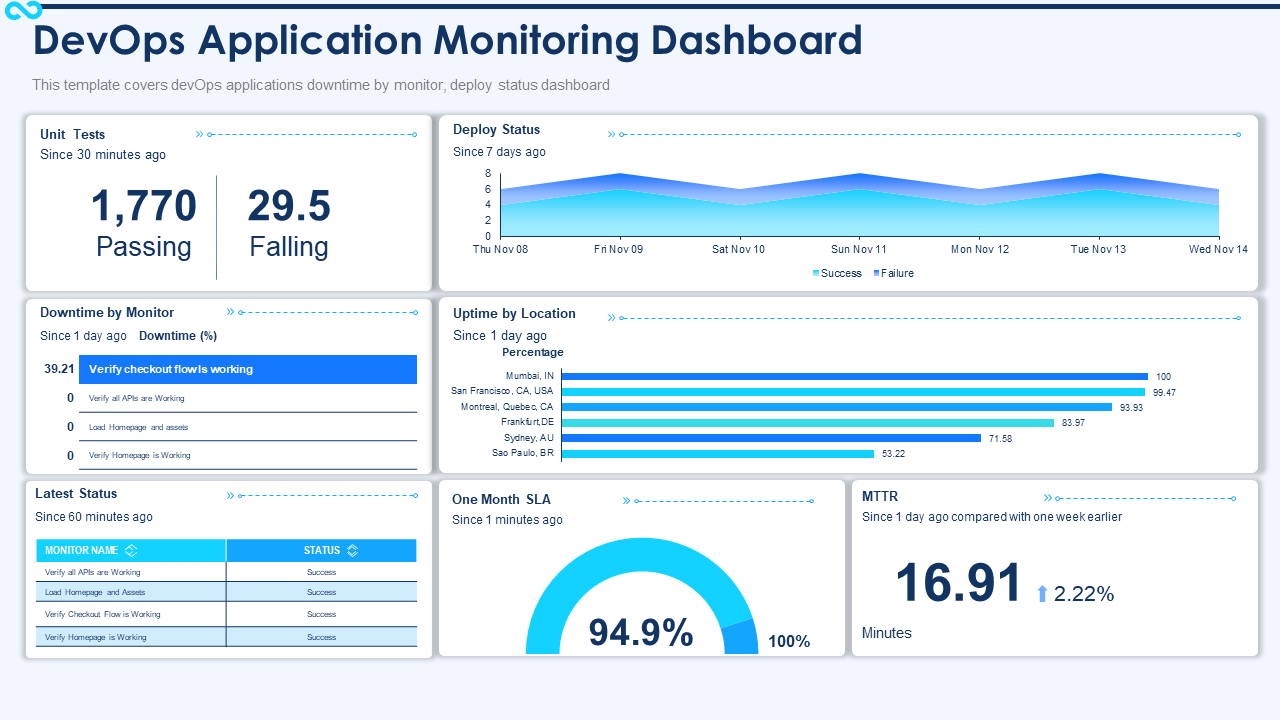 DevOps Application Monitoring Dashboard
This template covers devOps applications downtime by monitor, deploy status dashboard
Unit Tests
Since 30 minutes ago
1,770
Passing
29.5
Falling
Deploy Status
Since 7 days ago
8
6
4
2
0
Thu Nov 08
Fri Nov 09
Sat Nov 10
Sun Nov 11
Mon Nov 12
Tue Nov 13
Wed Nov 14
Success
Failure
Downtime by Monitor
Since 1 day ago Downtime (%)
39.21 Verify checkout flow Is working
0 Verify all APIs are Working
0 Load Homepage and assets
0 Verify Homepage is Working
Uptime by Location
Since 1 day ago
Percentage
Mumbai, IN 100
San Francisco, CA, USA 99.47
Montreal, Quebec, CA 93.93
Frankfurt,DE 83.97
Sydney, AU 71.58
Sao Paulo, BR 53.22
Latest Status
Since 60 minutes ago
MONITOR NAME STATUS
Verify all APIs are Working Success
Load Homepage and Assets Success
Verify Checkout Flow is Working Success
Verify Homepage is Working Success
One Month SLA
Since 1 minutes ago
94.9%
100%
MTTR
Since 1 day ago compared with one week earlier
16.91
2.22%
Minutes